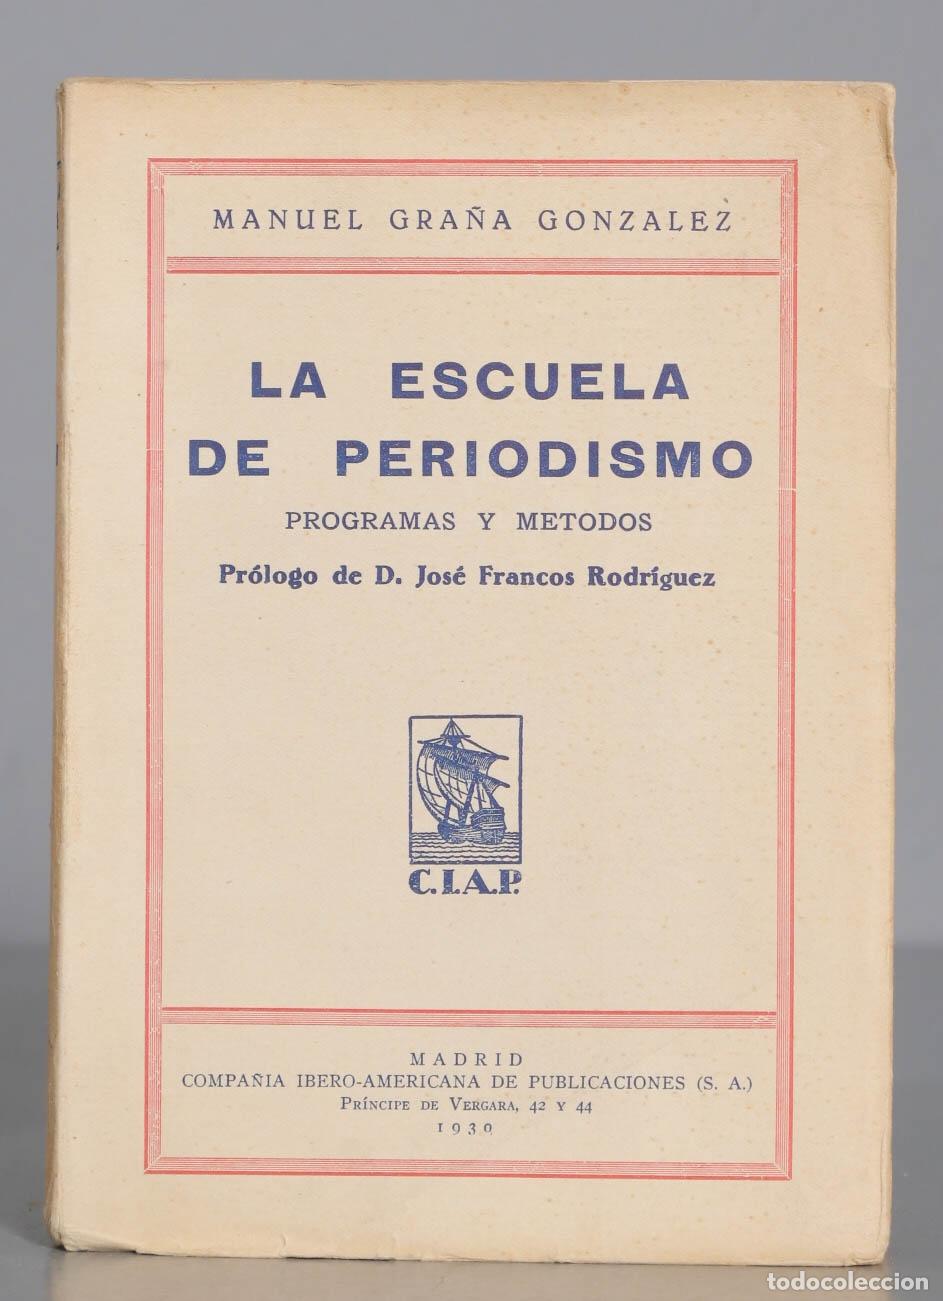 MANUEL GRAÑA GONZALEZ
LA ESCUELA
DE PERIODISMO
PROGRAMAS Y METODOS
Prólogo de D. José Francos Rodríguez
C.I.A.P.
MADRID
COMPAÑIA IBERO-AMERICANA DE PUBLICACIONES (S. A.)
PRÍNCIPE DE VERGARA, 42 Y 44
1930
todocoleccion